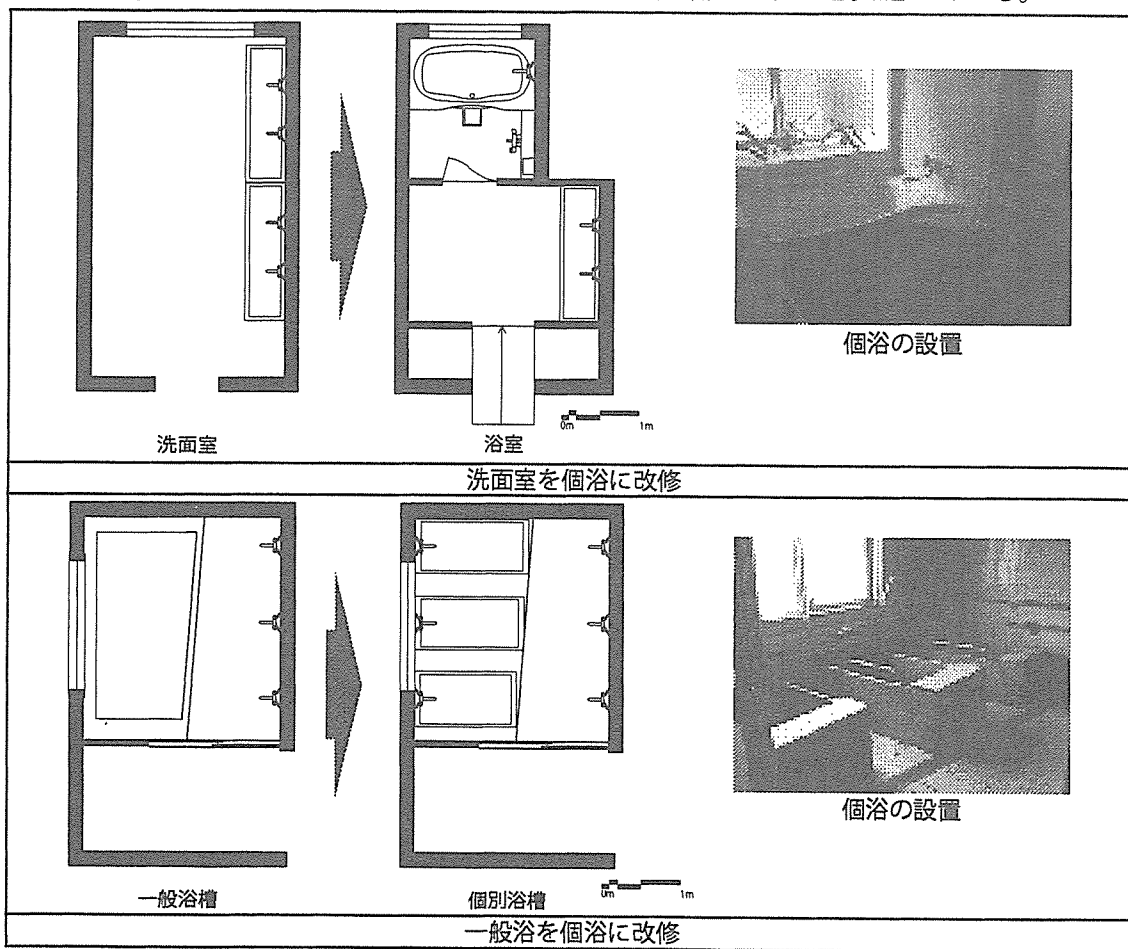 る。
個浴の設置
0m 1m
洗面室 浴室
洗面室を個浴に改修
個浴の設置
0m 1m
一般浴槽 個別浴槽
一般浴を個浴に改修